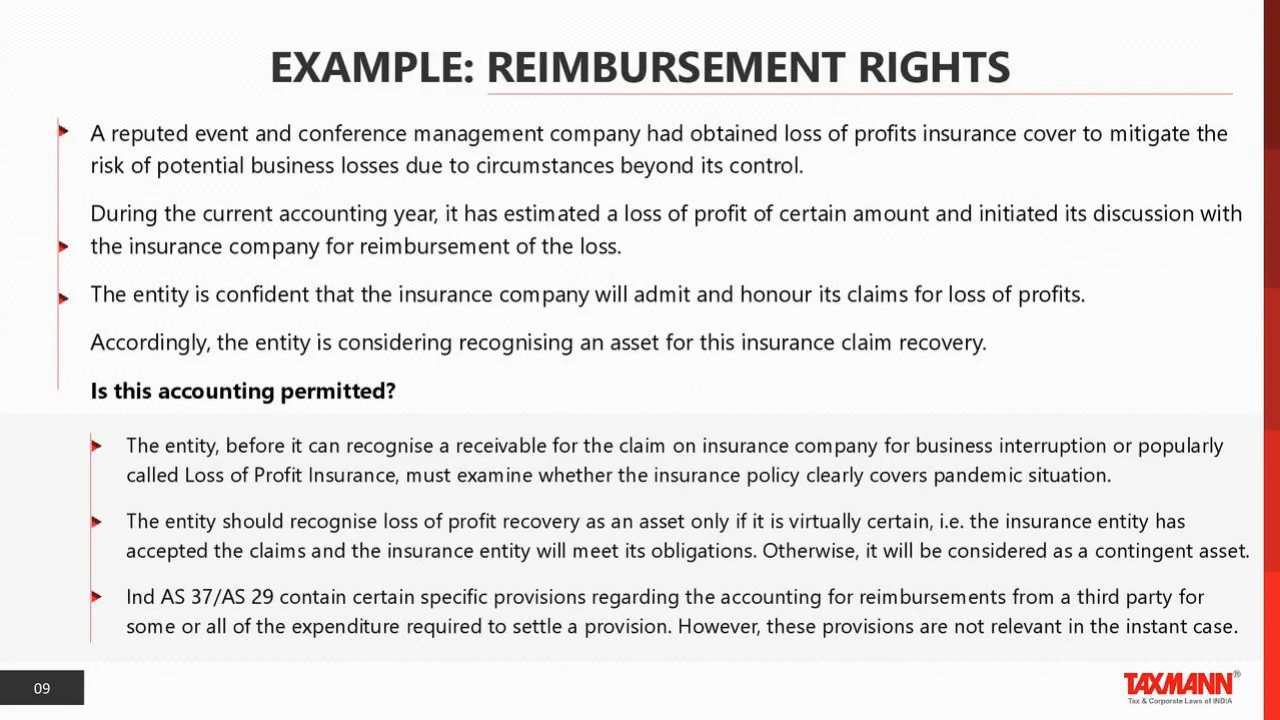 EXAMPLE: REIMBURSEMENT RIGHTS
A reputed event and conference management company had obtained loss of profits insurance cover to mitigate the
risk of potential business losses due to circumstances beyond its control.
During the current accounting year, it has estimated a loss of profit of certain amount and initiated its discussion with
the insurance company for reimbursement of the loss.
The entity is confident that the insurance company will admit and honour its claims for loss of profits.
Accordingly, the entity is considering recognising an asset for this insurance claim recovery.
Is this accounting permitted?
The entity, before it can recognise a receivable for the claim on insurance company for business interruption or popularly
called Loss of Profit Insurance, must examine whether the insurance policy clearly covers pandemic situation.
The entity should recognise loss of profit recovery as an asset only if it is virtually certain, i.e. the insurance entity has
accepted the claims and the insurance entity will meet its obligations. Otherwise, it will be considered as a contingent asset.
Ind AS 37/AS 29 contain certain specific provisions regarding the accounting for reimbursements from a third party for
some or all of the expenditure required to settle a provision. However, these provisions are not relevant in the instant case.
09
TAXMANN®
Tax & Corporate Laws of INDIA